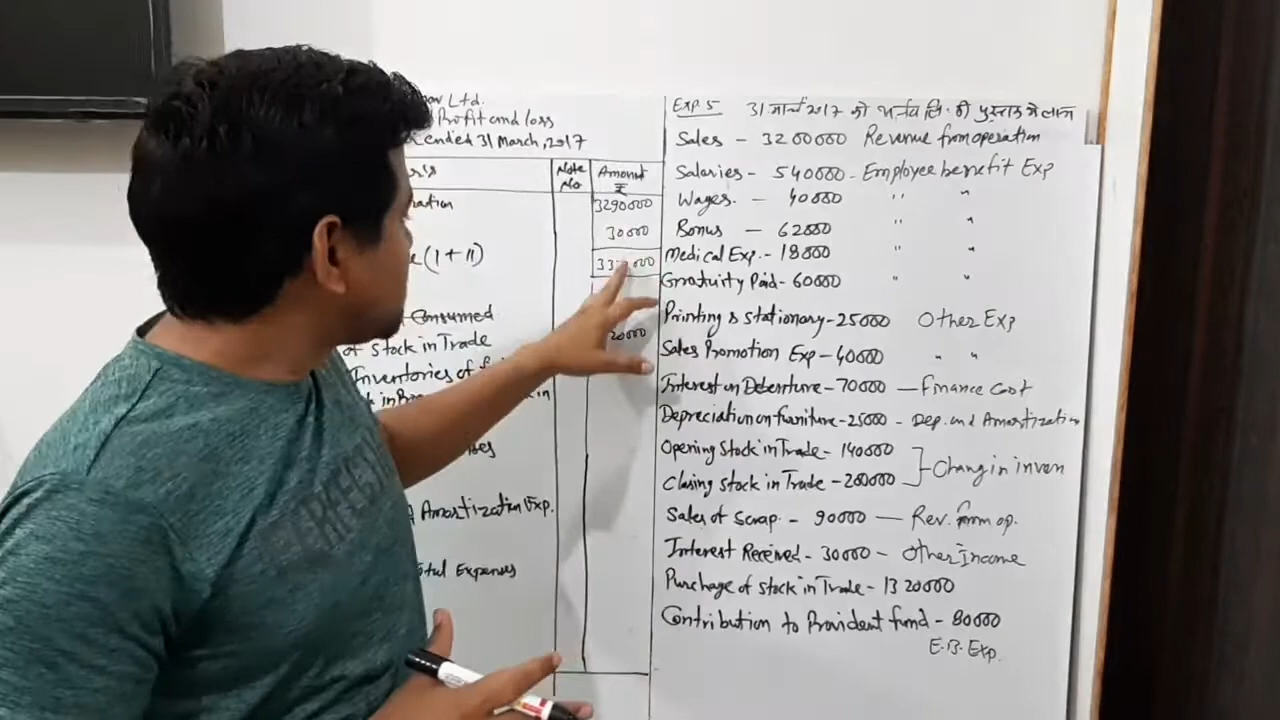 Ltd.
Profit and loss
ended 31 March, 2017
Note No
Amount ₹
3290000
30000
(I + II)
Consumed
of stock in Trade
Inventories of
in
Amortization Exp.
Total Expenses
Exp 5 31 मार्च 2017 को लि. की पुस्तक में लाभ
Sales - 3200000 Revenue from operation
Salaries - 540000 - Employee benefit Exp
Wages. - 40000 " "
Bonus - 62000 " "
Medical Exp. - 18000 " "
Gratuity Paid - 60000 " "
Printing & stationary - 25000 Other Exp
Sales Promotion Exp - 40000 " "
Interest on Debenture - 70000 - Finance Cost
Depreciation on furniture - 25000 - Dep. and Amortization
Opening Stock in Trade - 140000
Changin inven
Closing Stock in Trade - 200000
Sales of Scrap. - 90000 - Rev. from op.
Interest Received - 30000 - Other Income
Purchage of stock in Trade - 1320000
Contribution to Provident fund - 80000
E.B. Exp.